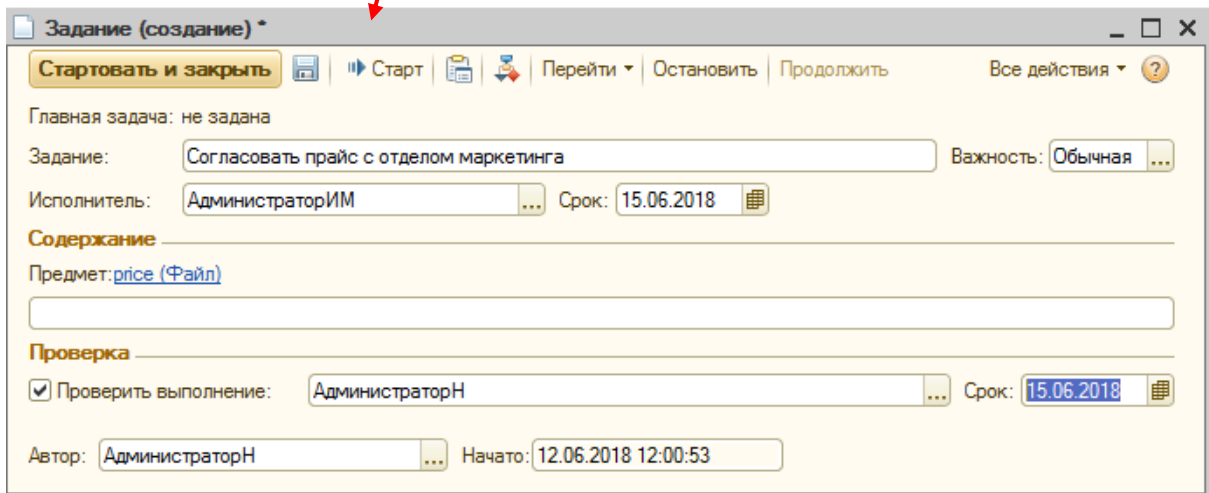 Задание (создание) *
Стартовать и закрыть Старт Перейти Остановить Продолжить Все действия ?
Главная задача: не задана
Задание: Согласовать прайс с отделом маркетинга Важность: Обычная ...
Исполнитель: АдминистраторИМ ... Срок: 15.06.2018
Содержание
Предмет:price (Файл)
Проверка
Проверить выполнение: АдминистраторН ... Срок: 15.06.2018
Автор: АдминистраторН ... Начато: 12.06.2018 12:00:53